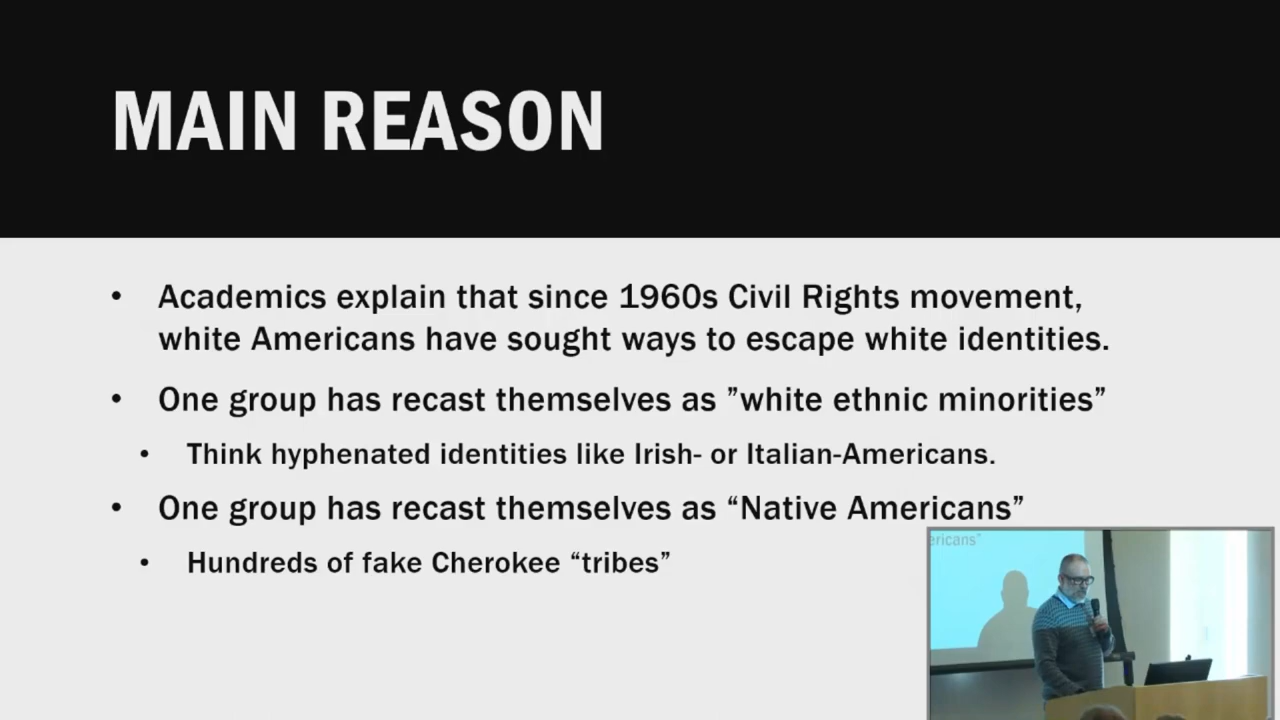 MAIN REASON
• Academics explain that since 1960s Civil Rights movement,
white Americans have sought ways to escape white identities.
• One group has recast themselves as ”white ethnic minorities”
• Think hyphenated identities like Irish- or Italian-Americans.
• One group has recast themselves as “Native Americans”
ericans”
• Hundreds of fake Cherokee “tribes”